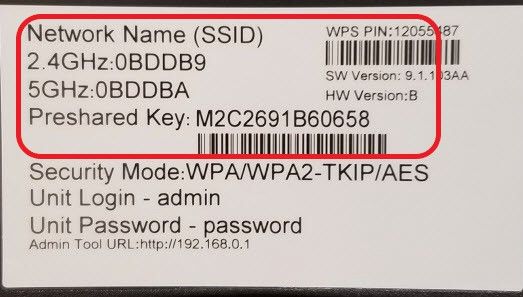 Network Name (SSID)
2.4GHz:0BDDB9
5GHz:0BDDBA
Preshared Key: M2C2691B60658
WPS PIN:12055487
SW Version: 9.1.103AA
HW Version:B
Security Mode:WPA/WPA2-TKIP/AES
Unit Login - admin
Unit Password - password
Admin Tool URL:http://192.168.0.1